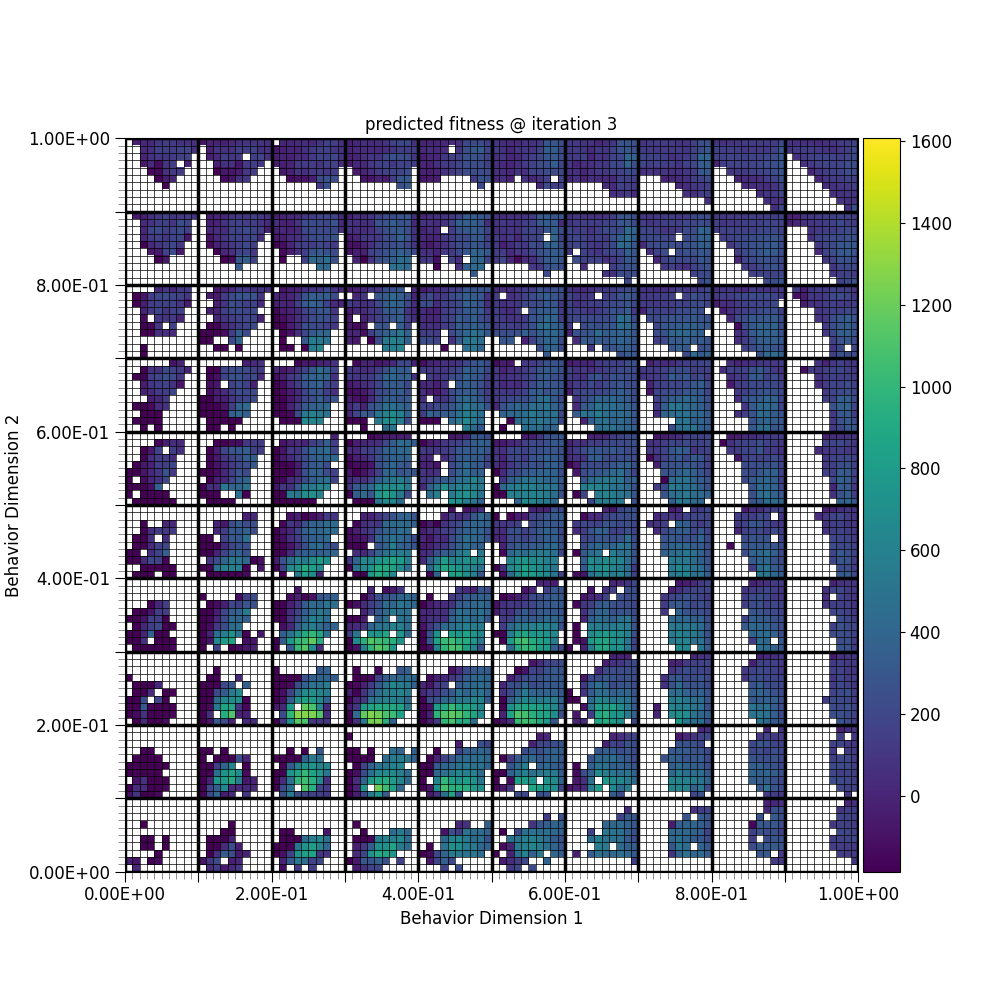 predicted fitness @ iteration 3
1.00E+00
8.00E-01
6.00E-01
4.00E-01
2.00E-01
0.00E+00
Behavior Dimension 2
0.00E+00 2.00E-01 4.00E-01 6.00E-01 8.00E-01 1.00E+00
Behavior Dimension 1
1600
1400
1200
1000
800
600
400
200
0